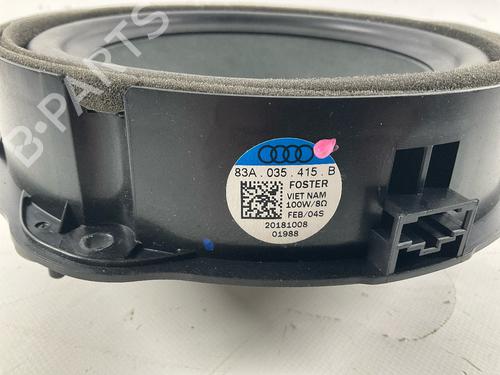 B-PARTS
83A . 035 . 415 . B
FOSTER
VIET NAM
100W/8Ω
FEB/04S
20181008
01988